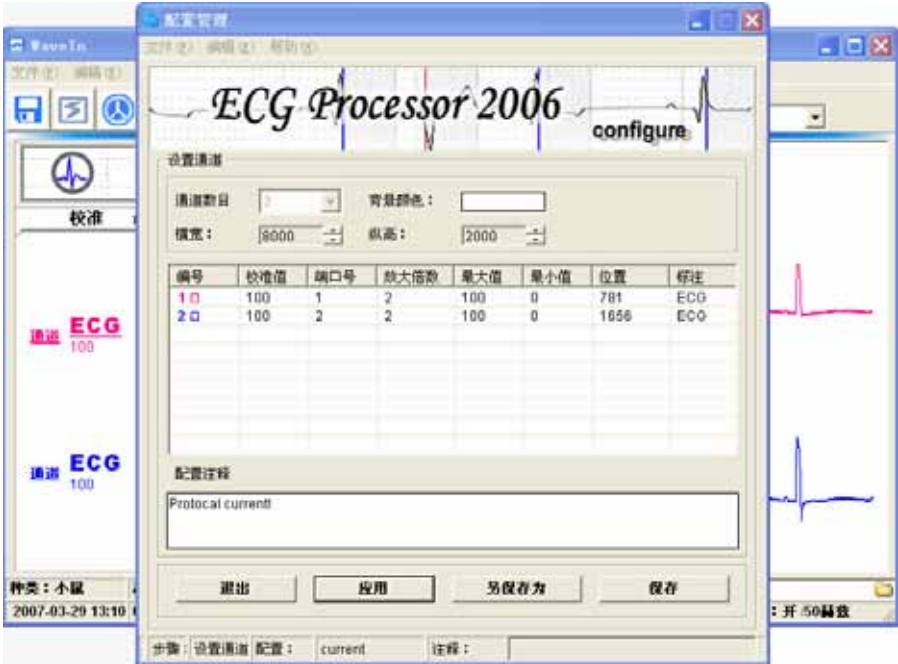 配置管理
文件(F) 编辑(E) 帮助(H)
WaveIn
文件(F) 编辑(E)
ECG Processor 2006
configure
设置通道
通道数目 2 背景颜色：
横宽： 8000 纵高： 2000
校准
编号 校准值 端口号 放大倍数 最大值 最小值 位置 标注
1 100 1 2 100 0 781 ECG
2 100 2 2 100 0 1656 ECG
通道 ECG
100
通道 ECG
100
配置注释
Protocal current!
退出 应用 另保存为 保存
种类：小鼠
2007-03-29 13:10
：开 50赫兹
步骤： 设置通道 配置： current 注释：